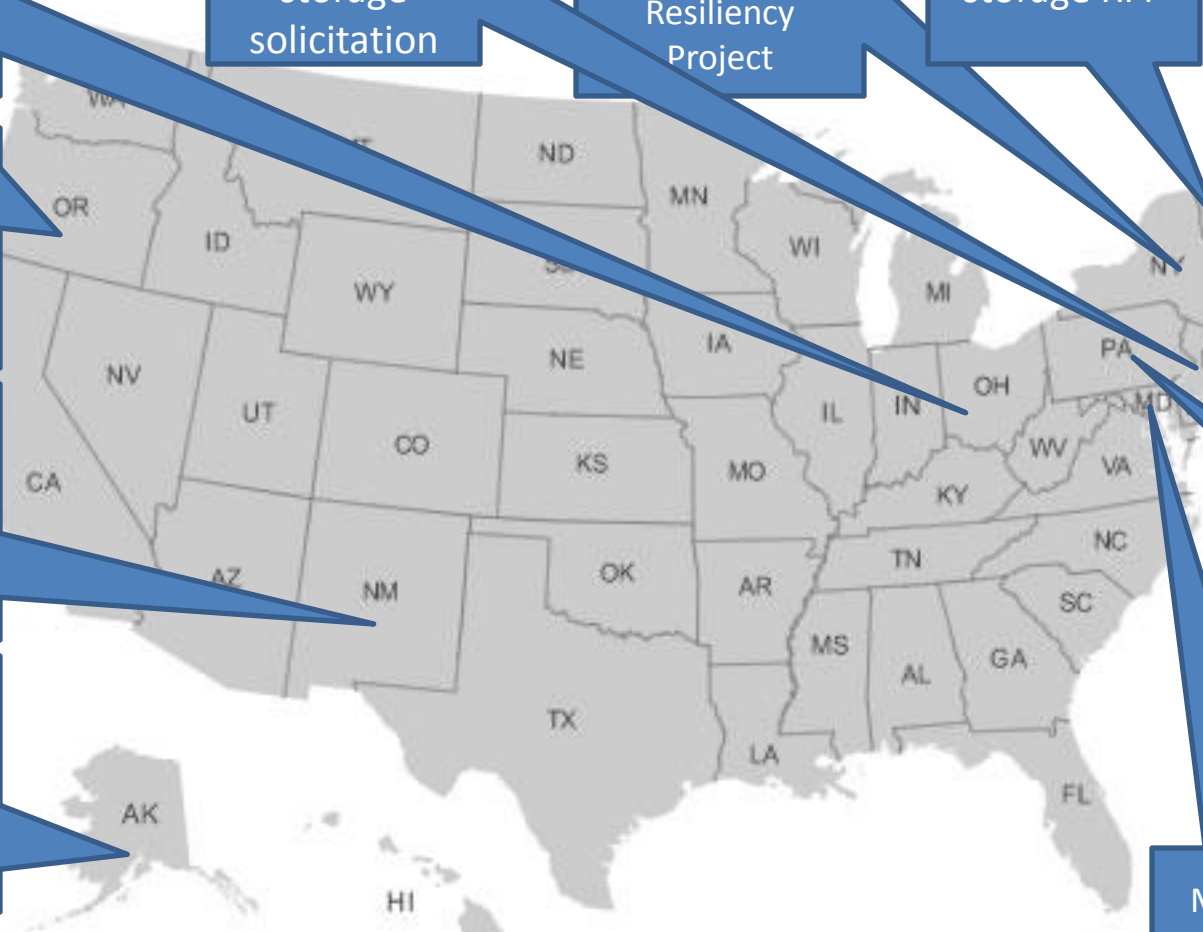 solicitation
Resiliency
Project
WA
ND
MN
OR
ID
WI
NY
WY
MI
IA
PA
NE
NV
OH
MD
UT
IL
IN
CO
WV
KS
MO
VA
CA
KY
NC
TN
OK
AZ
NM
AR
SC
MS
GA
AL
TX
LA
FL
AK
HI